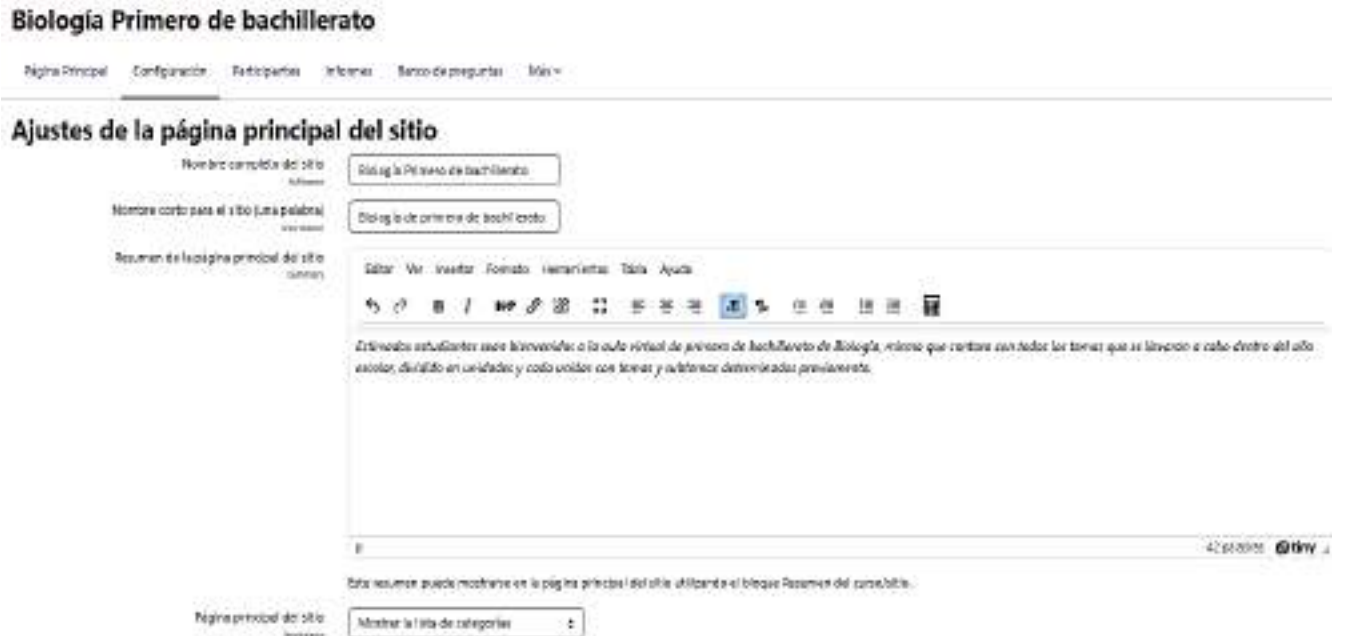 Biología Primero de bachillerato
Página Principal Configuración Participantes Informes Banco de preguntas Más
Ajustes de la página principal del sitio
Nombre completo del sitio
Biología Primero de bachillerato
Nombre corto para el sitio (una palabra)
Biología de primero de bachillerato
Resumen de la página principal del sitio
summary
Editar Ver Insertar Formato Herramientas Tabla Ayuda
B I
Estimados estudiantes sean bienvenidos a la aula virtual de primero de bachillerato de Biología, mismo que contara con todos los temas que se llevaran a cabo dentro del año
escolar, dividido en unidades y cada unidad con temas y subtemas determinados previamente.
p
42 palabras tiny
Este resumen puede mostrarse en la página principal del sitio utilizando el bloque Resumen del curso/sitio.
Página principal del sitio
Mostrar la lista de categorías